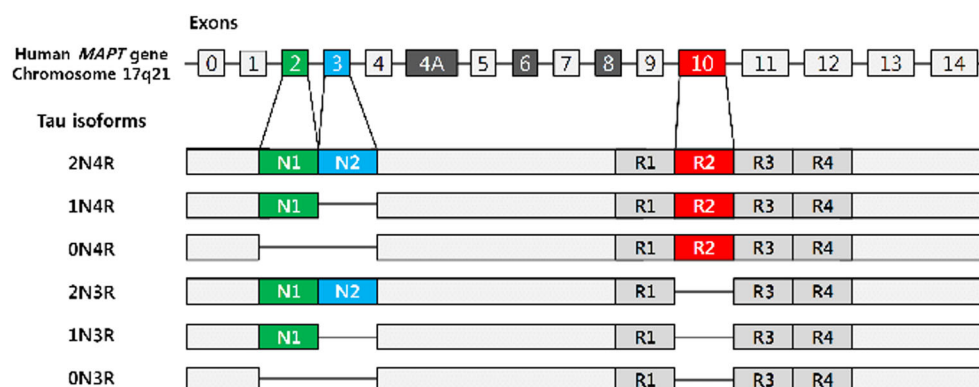 Exons
Human MAPT gene
Chromosome 17q21
0 1 2 3 4 4A 5 6 7 8 9 10 11 12 13 14
Tau isoforms
2N4R N1 N2 R1 R2 R3 R4
1N4R N1 R1 R2 R3 R4
0N4R R1 R2 R3 R4
2N3R N1 N2 R1 R3 R4
1N3R N1 R1 R3 R4
0N3R R1 R3 R4